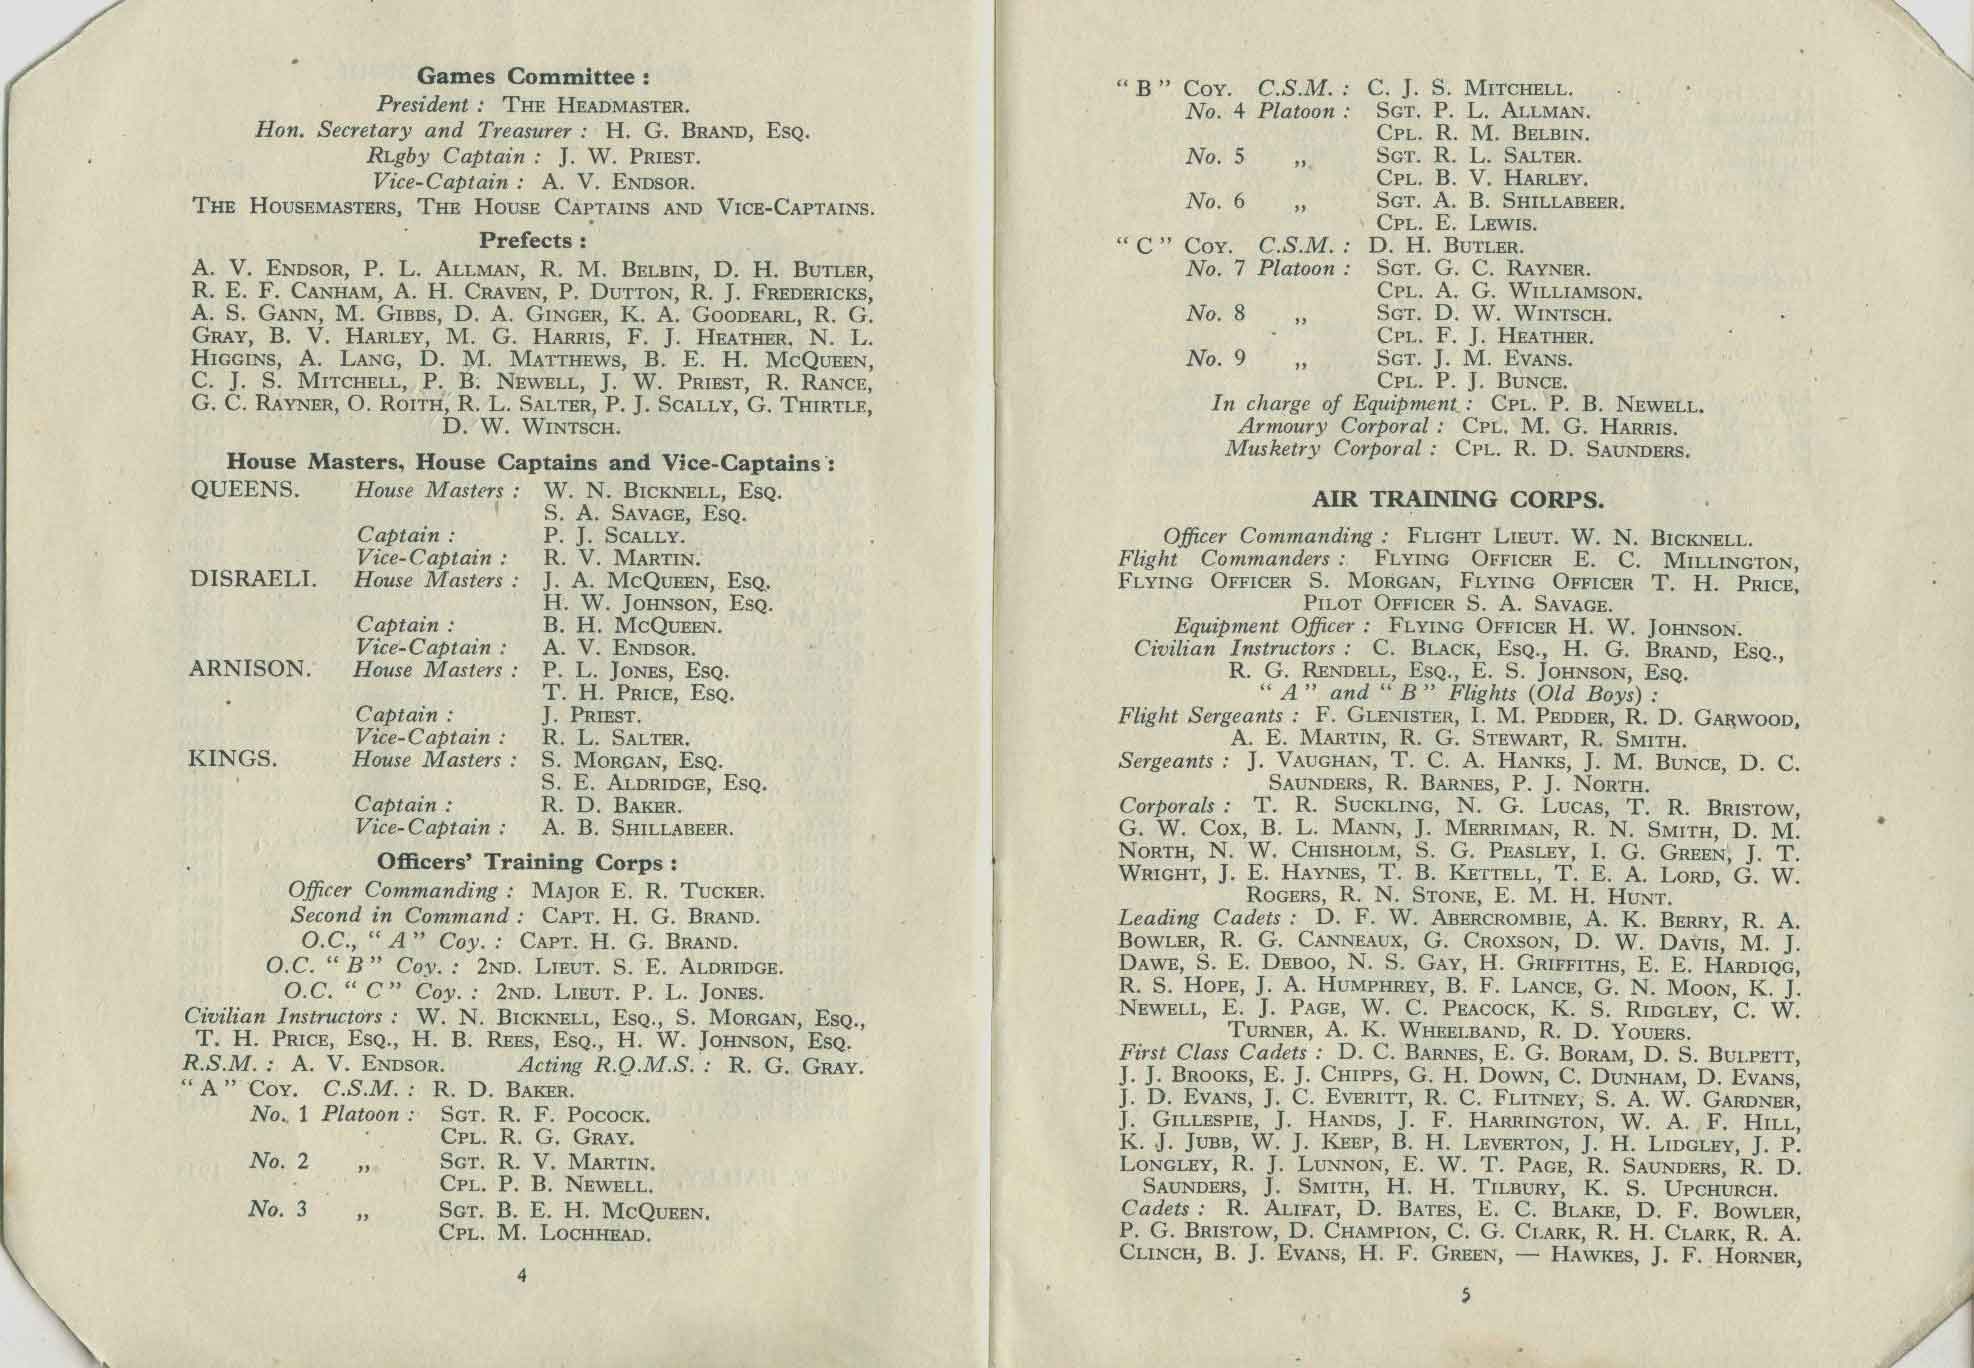 Games Committee :
President : THE HEADMASTER.
Hon. Secretary and Treasurer : H. G. BRAND, ESQ.
RLgby Captain : J. W. PRIEST.
Vice-Captain : A. V. ENDSOR.
THE HOUSEMASTERS, THE HOUSE CAPTAINS AND VICE-CAPTAINS.
Prefects :
A. V. ENDSOR, P. L. ALLMAN, R. M. BELBIN, D. H. BUTLER,
R. E. F. CANHAM, A. H. CRAVEN, P. DUTTON, R. J. FREDERICKS,
A. S. GANN, M. GIBBS, D. A. GINGER, K. A. GOODEARL, R. G.
GRAY, B. V. HARLEY, M. G. HARRIS, F. J. HEATHER, N. L.
HIGGINS, A. LANG, D. M. MATTHEWS, B. E. H. MCQUEEN,
C. J. S. MITCHELL, P. B. NEWELL, J. W. PRIEST, R. RANCE,
G. C. RAYNER, O. ROITH, R. L. SALTER, P. J. SCALLY, G. THIRTLE,
D. W. WINTSCH.
House Masters, House Captains and Vice-Captains :
QUEENS. House Masters : W. N. BICKNELL, ESQ.
S. A. SAVAGE, ESQ.
Captain : P. J. SCALLY.
Vice-Captain : R. V. MARTIN.
DISRAELI. House Masters : J. A. MCQUEEN, ESQ.
H. W. JOHNSON, ESQ.
Captain : B. H. MCQUEEN.
Vice-Captain : A. V. ENDSOR.
ARNISON. House Masters : P. L. JONES, ESQ.
T. H. PRICE, ESQ.
Captain : J. PRIEST.
Vice-Captain : R. L. SALTER.
KINGS. House Masters : S. MORGAN, ESQ.
S. E. ALDRIDGE, ESQ.
Captain : R. D. BAKER.
Vice-Captain : A. B. SHILLABEER.
Officers' Training Corps :
Officer Commanding : MAJOR E. R. TUCKER.
Second in Command : CAPT. H. G. BRAND.
O.C., " A " Coy. : CAPT. H. G. BRAND.
O.C. " B " Coy. : 2ND. LIEUT. S. E. ALDRIDGE.
O.C. " C " Coy. : 2ND. LIEUT. P. L. JONES.
Civilian Instructors : W. N. BICKNELL, ESQ., S. MORGAN, ESQ.,
T. H. PRICE, ESQ., H. B. REES, ESQ., H. W. JOHNSON, ESQ.
R.S.M. : A. V. ENDSOR. Acting R.Q.M.S. : R. G. GRAY.
" A " COY. C.S.M. : R. D. BAKER.
No. 1 Platoon : SGT. R. F. POCOCK.
CPL. R. G. GRAY.
No. 2 „ SGT. R. V. MARTIN.
CPL. P. B. NEWELL.
No. 3 „ SGT. B. E. H. MCQUEEN.
CPL. M. LOCHHEAD.
4
" B " COY. C.S.M. : C. J. S. MITCHELL.
No. 4 Platoon : SGT. P. L. ALLMAN.
CPL. R. M. BELBIN.
No. 5 „ SGT. R. L. SALTER.
CPL. B. V. HARLEY.
No. 6 „ SGT. A. B. SHILLABEER.
CPL. E. LEWIS.
" C " COY. C.S.M. : D. H. BUTLER.
No. 7 Platoon : SGT. G. C. RAYNER.
CPL. A. G. WILLIAMSON.
No. 8 „ SGT. D. W. WINTSCH.
CPL. F. J. HEATHER.
No. 9 „ SGT. J. M. EVANS.
CPL. P. J. BUNCE.
In charge of Equipment : CPL. P. B. NEWELL.
Armoury Corporal : CPL. M. G. HARRIS.
Musketry Corporal : CPL. R. D. SAUNDERS.
AIR TRAINING CORPS.
Officer Commanding : FLIGHT LIEUT. W. N. BICKNELL.
Flight Commanders : FLYING OFFICER E. C. MILLINGTON,
FLYING OFFICER S. MORGAN, FLYING OFFICER T. H. PRICE,
PILOT OFFICER S. A. SAVAGE.
Equipment Officer : FLYING OFFICER H. W. JOHNSON.
Civilian Instructors : C. BLACK, ESQ., H. G. BRAND, ESQ.,
R. G. RENDELL, ESQ., E. S. JOHNSON, ESQ.
" A " and " B " Flights (Old Boys) :
Flight Sergeants : F. GLENISTER, I. M. PEDDER, R. D. GARWOOD,
A. E. MARTIN, R. G. STEWART, R. SMITH.
Sergeants : J. VAUGHAN, T. C. A. HANKS, J. M. BUNCE, D. C.
SAUNDERS, R. BARNES, P. J. NORTH.
Corporals : T. R. SUCKLING, N. G. LUCAS, T. R. BRISTOW,
G. W. COX, B. L. MANN, J. MERRIMAN, R. N. SMITH, D. M.
NORTH, N. W. CHISHOLM, S. G. PEASLEY, I. G. GREEN, J. T.
WRIGHT, J. E. HAYNES, T. B. KETTELL, T. E. A. LORD, G. W.
ROGERS, R. N. STONE, E. M. H. HUNT.
Leading Cadets : D. F. W. ABERCROMBIE, A. K. BERRY, R. A.
BOWLER, R. G. CANNEAUX, G. CROXSON, D. W. DAVIS, M. J.
DAWE, S. E. DEBOO, N. S. GAY, H. GRIFFITHS, E. E. HARDIQG,
R. S. HOPE, J. A. HUMPHREY, B. F. LANCE, G. N. MOON, K. J.
NEWELL, E. J. PAGE, W. C. PEACOCK, K. S. RIDGLEY, C. W.
TURNER, A. K. WHEELBAND, R. D. YOUERS.
First Class Cadets : D. C. BARNES, E. G. BORAM, D. S. BULPETT,
J. J. BROOKS, E. J. CHIPPS, G. H. DOWN, C. DUNHAM, D. EVANS,
J. D. EVANS, J. C. EVERITT, R. C. FLITNEY, S. A. W. GARDNER,
J. GILLESPIE, J. HANDS, J. F. HARRINGTON, W. A. F. HILL,
K. J. JUBB, W. J. KEEP, B. H. LEVERTON, J. H. LIDGLEY, J. P.
LONGLEY, R. J. LUNNON, E. W. T. PAGE, R. SAUNDERS, R. D.
SAUNDERS, J. SMITH, H. H. TILBURY, K. S. UPCHURCH.
Cadets : R. ALIFAT, D. BATES, E. C. BLAKE, D. F. BOWLER,
P. G. BRISTOW, D. CHAMPION, C. G. CLARK, R. H. CLARK, R. A.
CLINCH, B. J. EVANS, H. F. GREEN, — HAWKES, J. F. HORNER,
5